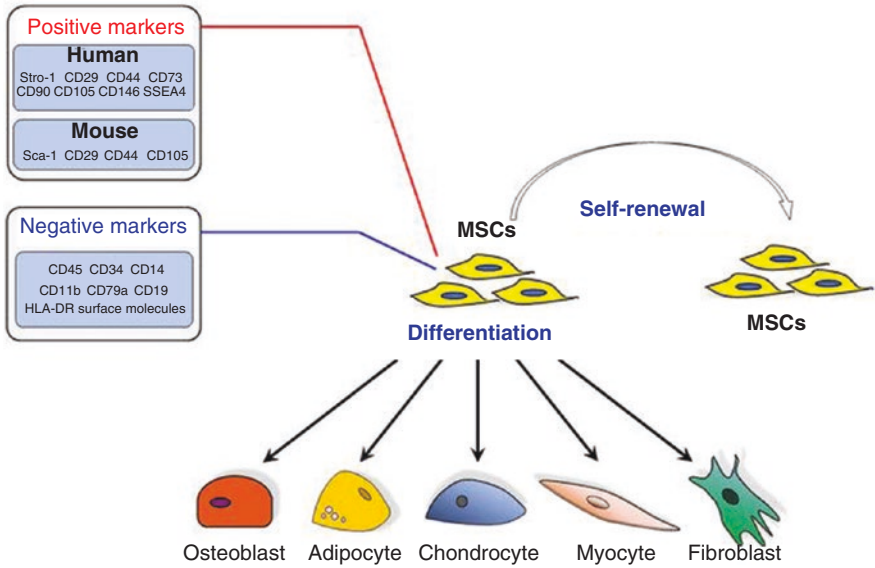 Positive markers
Human
Stro-1 CD29 CD44 CD73
CD90 CD105 CD146 SSEA4
Mouse
Sca-1 CD29 CD44 CD105
Negative markers
CD45 CD34 CD14
CD11b CD79a CD19
HLA-DR surface molecules
MSCs
Self-renewal
MSCs
Differentiation
Osteoblast Adipocyte Chondrocyte Myocyte Fibroblast